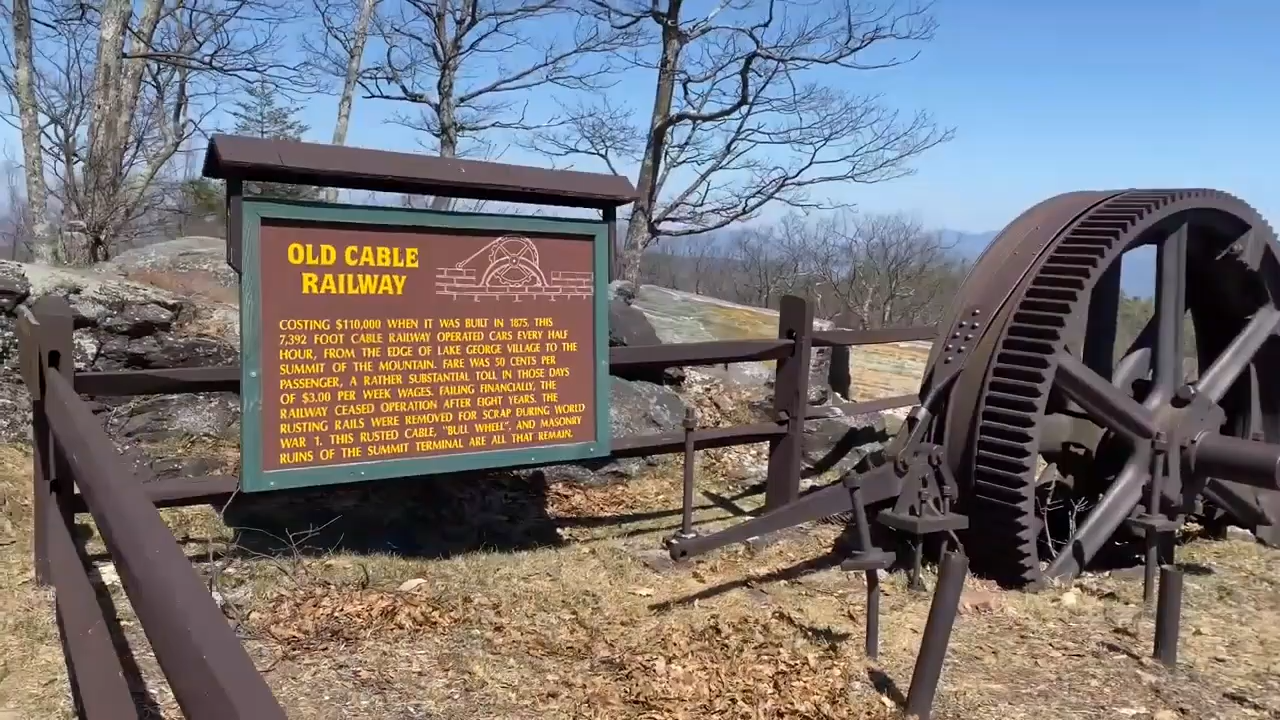 OLD CABLE
RAILWAY
COSTING $110,000 WHEN IT WAS BUILT IN 1875, THIS
7,392 FOOT CABLE RAILWAY OPERATED CARS EVERY HALF
HOUR, FROM THE EDGE OF LAKE GEORGE VILLAGE TO THE
SUMMIT OF THE MOUNTAIN. FARE WAS 50 CENTS PER
PASSENGER, A RATHER SUBSTANTIAL TOLL IN THOSE DAYS
OF $3.00 PER WEEK WAGES. FAILING FINANCIALLY, THE
RAILWAY CEASED OPERATION AFTER EIGHT YEARS. THE
RUSTING RAILS WERE REMOVED FOR SCRAP DURING WORLD
WAR 1. THIS RUSTED CABLE, "BULL WHELL", AND MASONRY
RUINS OF THE SUMMIT TERMINAL ARE ALL THAT REMAIN.